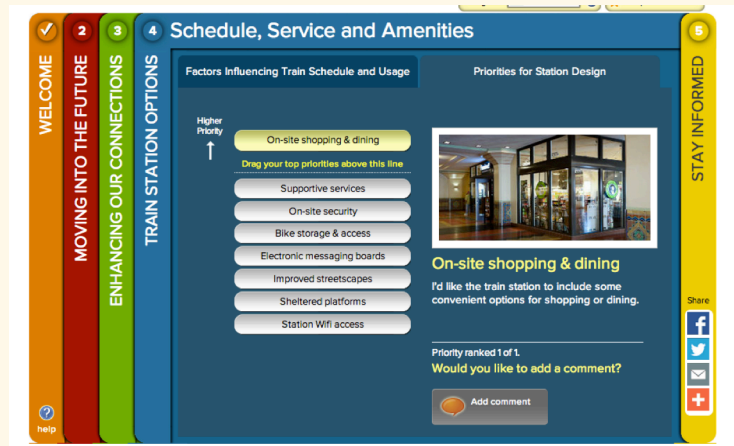 WELCOME
2
MOVING INTO THE FUTURE
3
ENHANCING OUR CONNECTIONS
4
TRAIN STATION OPTIONS
Schedule, Service and Amenities
Factors Influencing Train Schedule and Usage
Priorities for Station Design
Higher
Priority
On-site shopping & dining
Drag your top priorities above this line
Supportive services
On-site security
Bike storage & access
Electronic messaging boards
Improved streetscapes
Sheltered platforms
Station Wifi access
On-site shopping & dining
I'd like the train station to include some
convenient options for shopping or dining.
Priority ranked 1 of 1.
Would you like to add a comment?
Add comment
5
STAY INFORMED
Share
?
help